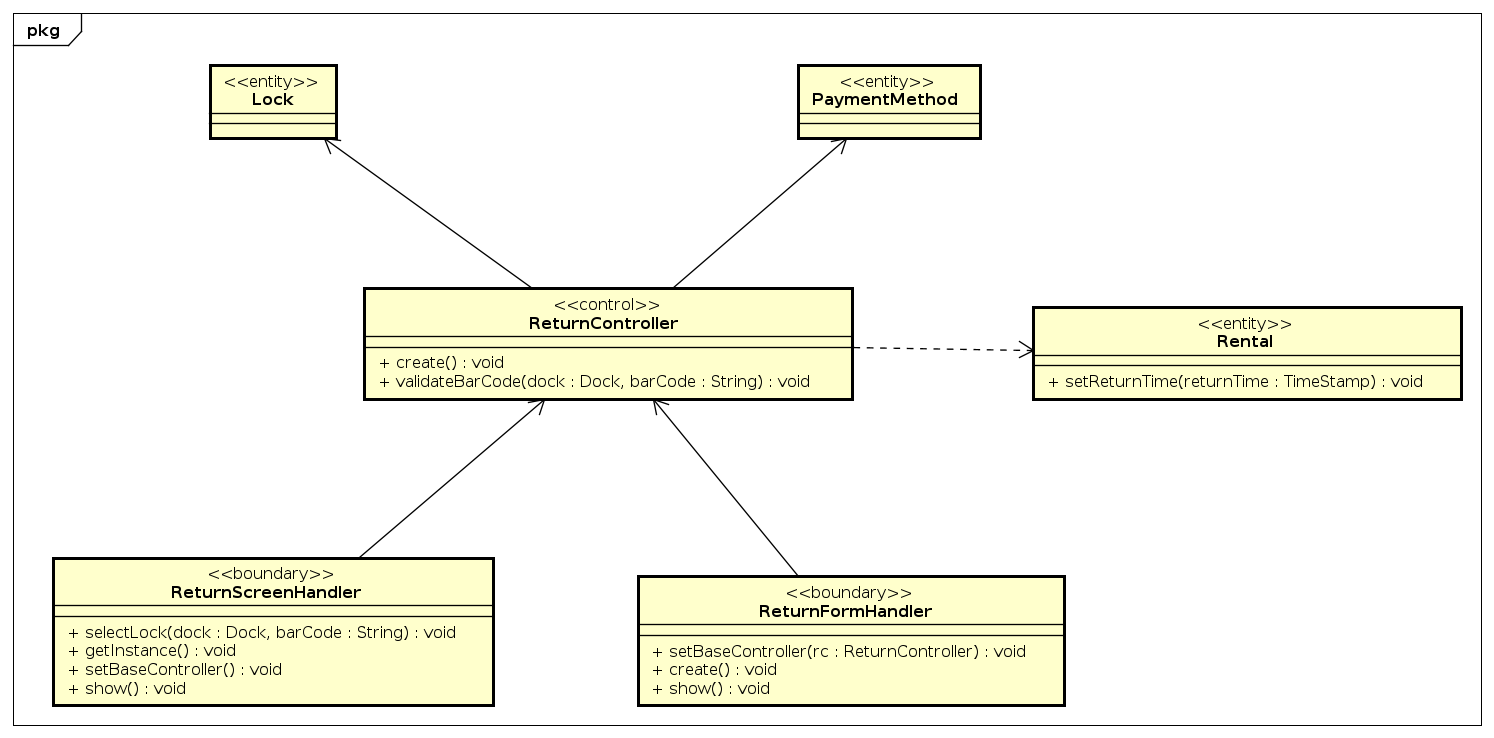 pkg
<<entity>>
Lock
<<entity>>
PaymentMethod
<<control>>
ReturnController
+ create() : void
+ validateBarCode(dock : Dock, barCode : String) : void
<<entity>>
Rental
+ setReturnTime(returnTime : TimeStamp) : void
<<boundary>>
ReturnScreenHandler
+ selectLock(dock : Dock, barCode : String) : void
+ getInstance() : void
+ setBaseController() : void
+ show() : void
<<boundary>>
ReturnFormHandler
+ setBaseController(rc : ReturnController) : void
+ create() : void
+ show() : void